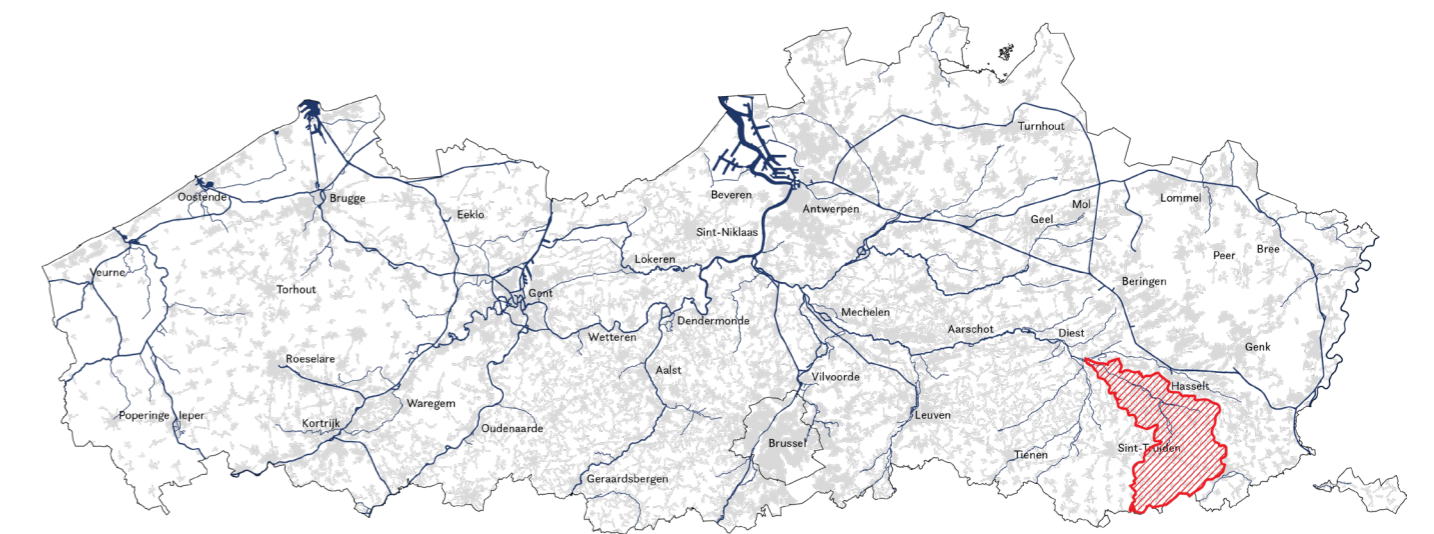 Turnhout
Oostende
Brugge
Eeklo
Beveren
Antwerpen
Mol
Lommel
Geel
Sint-Niklaas
Peer
Bree
Lokeren
Veurne
Beringen
Torhout
Gent
Mechelen
Dendermonde
Aarschot
Diest
Wetteren
Genk
Roeselare
Aalst
Vilvoorde
Hasselt
Waregem
Poperinge
Ieper
Leuven
Kortrijk
Oudenaarde
Brussel
Sint-Truiden
Tienen
Geraardsbergen